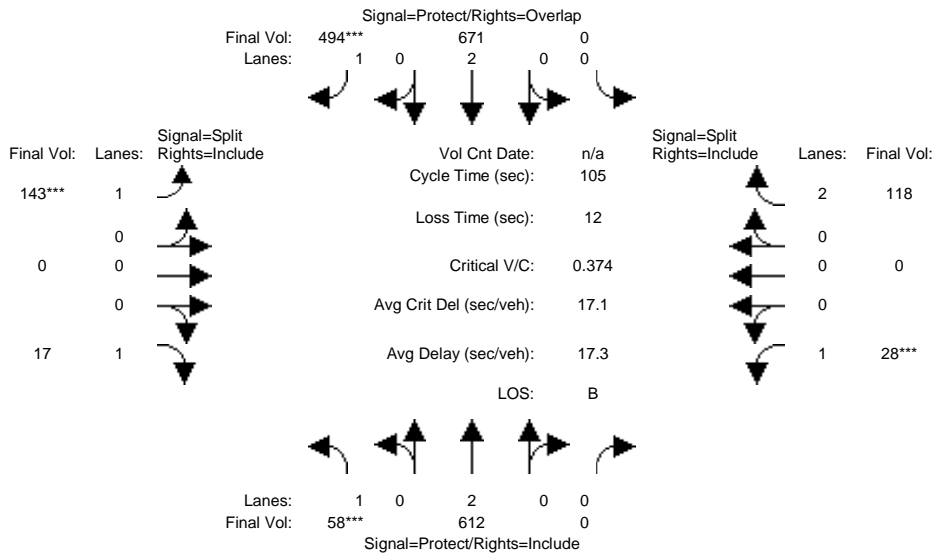 Signal=Protect/Rights=Overlap
Final Vol: 494*** 671 0
Lanes: 1 0 2 0 0
Signal=Split
Final Vol: Lanes: Rights=Include
Vol Cnt Date: n/a
Signal=Split
Rights=Include Lanes: Final Vol:
Cycle Time (sec): 105
143*** 1
2 118
Loss Time (sec): 12
0
0
0 0
Critical V/C: 0.374
0 0
0
Avg Crit Del (sec/veh): 17.1
0
17 1
Avg Delay (sec/veh): 17.3
1 28***
LOS: B
Lanes: 1 0 2 0 0
Final Vol: 58*** 612 0
Signal=Protect/Rights=Include